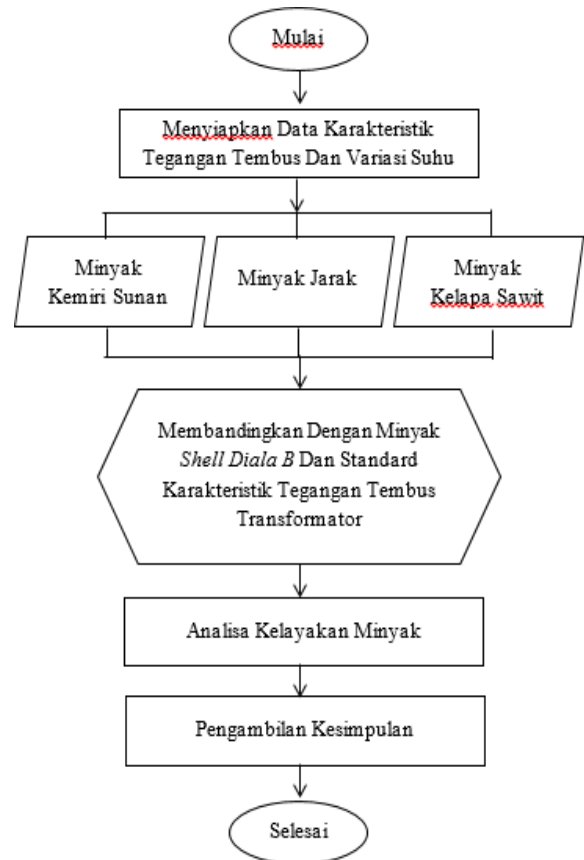 Mulai
Menyiapkan Data Karakteristik
Tegangan Tembus Dan Variasi Suhu
Minyak
Kemiri Sunan
Minyak Jarak
Minyak
Kelapa Sawit
Membandingkan Dengan Minyak
Shell Diala B Dan Standard
Karakteristik Tegangan Tembus
Transformator
Analisa Kelayakan Minyak
Pengambilan Kesimpulan
Selesai